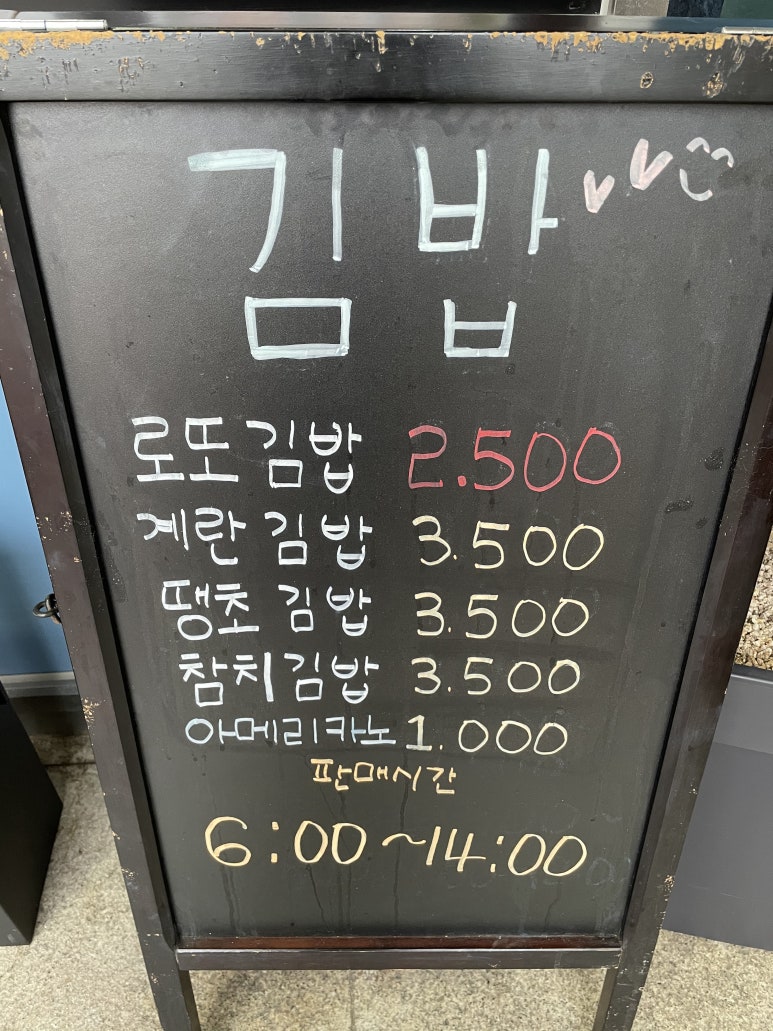 김밥
로또김밥 2.500
계란김밥 3.500
땡초김밥 3.500
참치김밥 3.500
아메리카노 1.000
판매시간
6:00~14:00